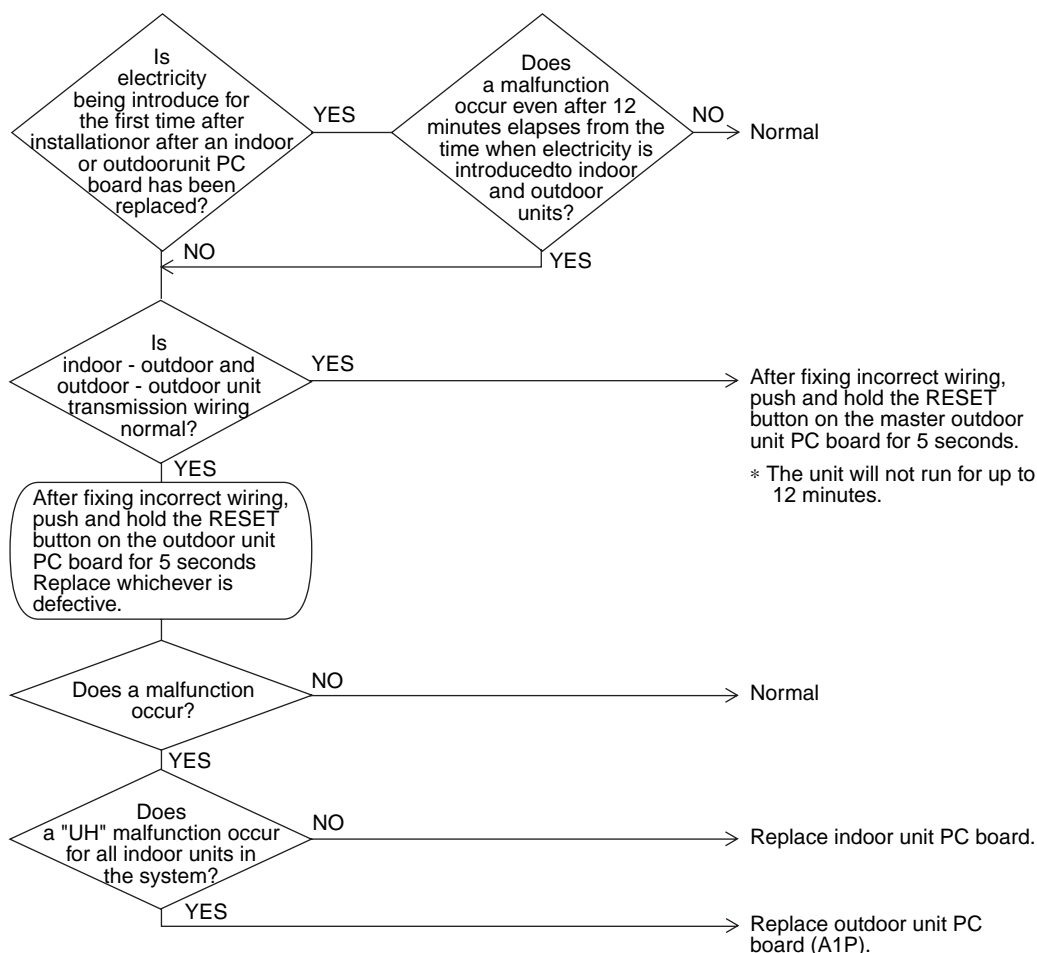 Is
electricity
being introduce for
the first time after
installationor after an indoor
or outdoorunit PC
board has been
replaced?
YES
Does
a malfunction
occur even after 12
minutes elapses from the
time when electricity is
introducedto indoor
and outdoor
units?
NO
Normal
NO
YES
Is
indoor - outdoor and
outdoor - outdoor unit
transmission wiring
normal?
YES
After fixing incorrect wiring,
push and hold the RESET
button on the master outdoor
unit PC board for 5 seconds.
* The unit will not run for up to
12 minutes.
YES
After fixing incorrect wiring,
push and hold the RESET
button on the outdoor unit
PC board for 5 seconds
Replace whichever is
defective.
Does a malfunction
occur?
NO
Normal
YES
Does
a "UH" malfunction occur
for all indoor units in
the system?
NO
Replace indoor unit PC board.
YES
Replace outdoor unit PC
board (A1P).